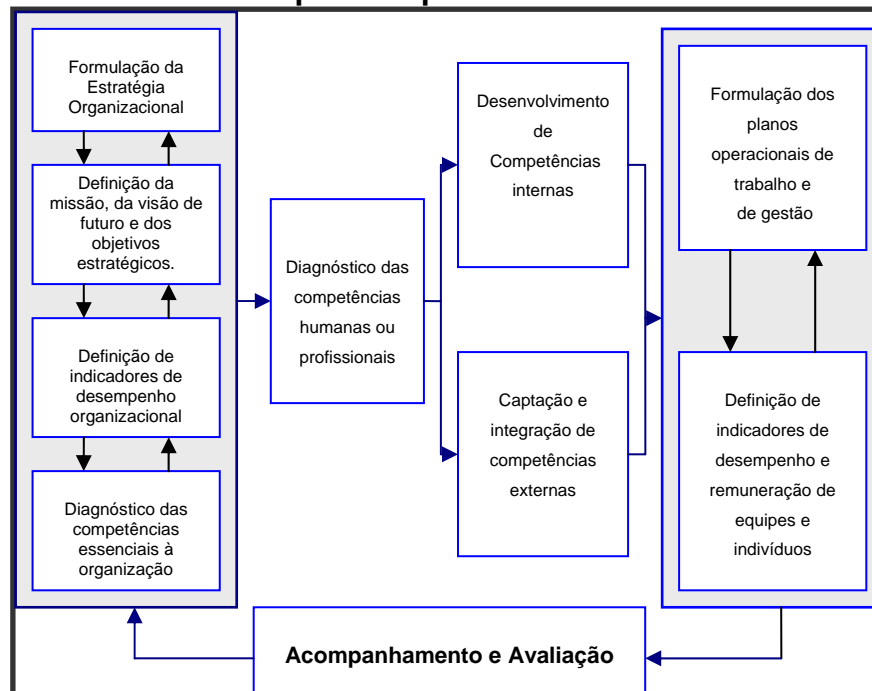 Formulação da
Estratégia
Organizacional
Definição da
missão, da visão de
futuro e dos
objetivos
estratégicos.
Definição de
indicadores de
desempenho
organizacional
Diagnóstico das
competências
essenciais à
organização
Diagnóstico das
competências
humanas ou
profissionais
Desenvolvimento
de
Competências
internas
Captação e
integração de
competências
externas
Formulação dos
planos
operacionais de
trabalho e
de gestão
Definição de
indicadores de
desempenho e
remuneração de
equipes e
indivíduos
Acompanhamento e Avaliação